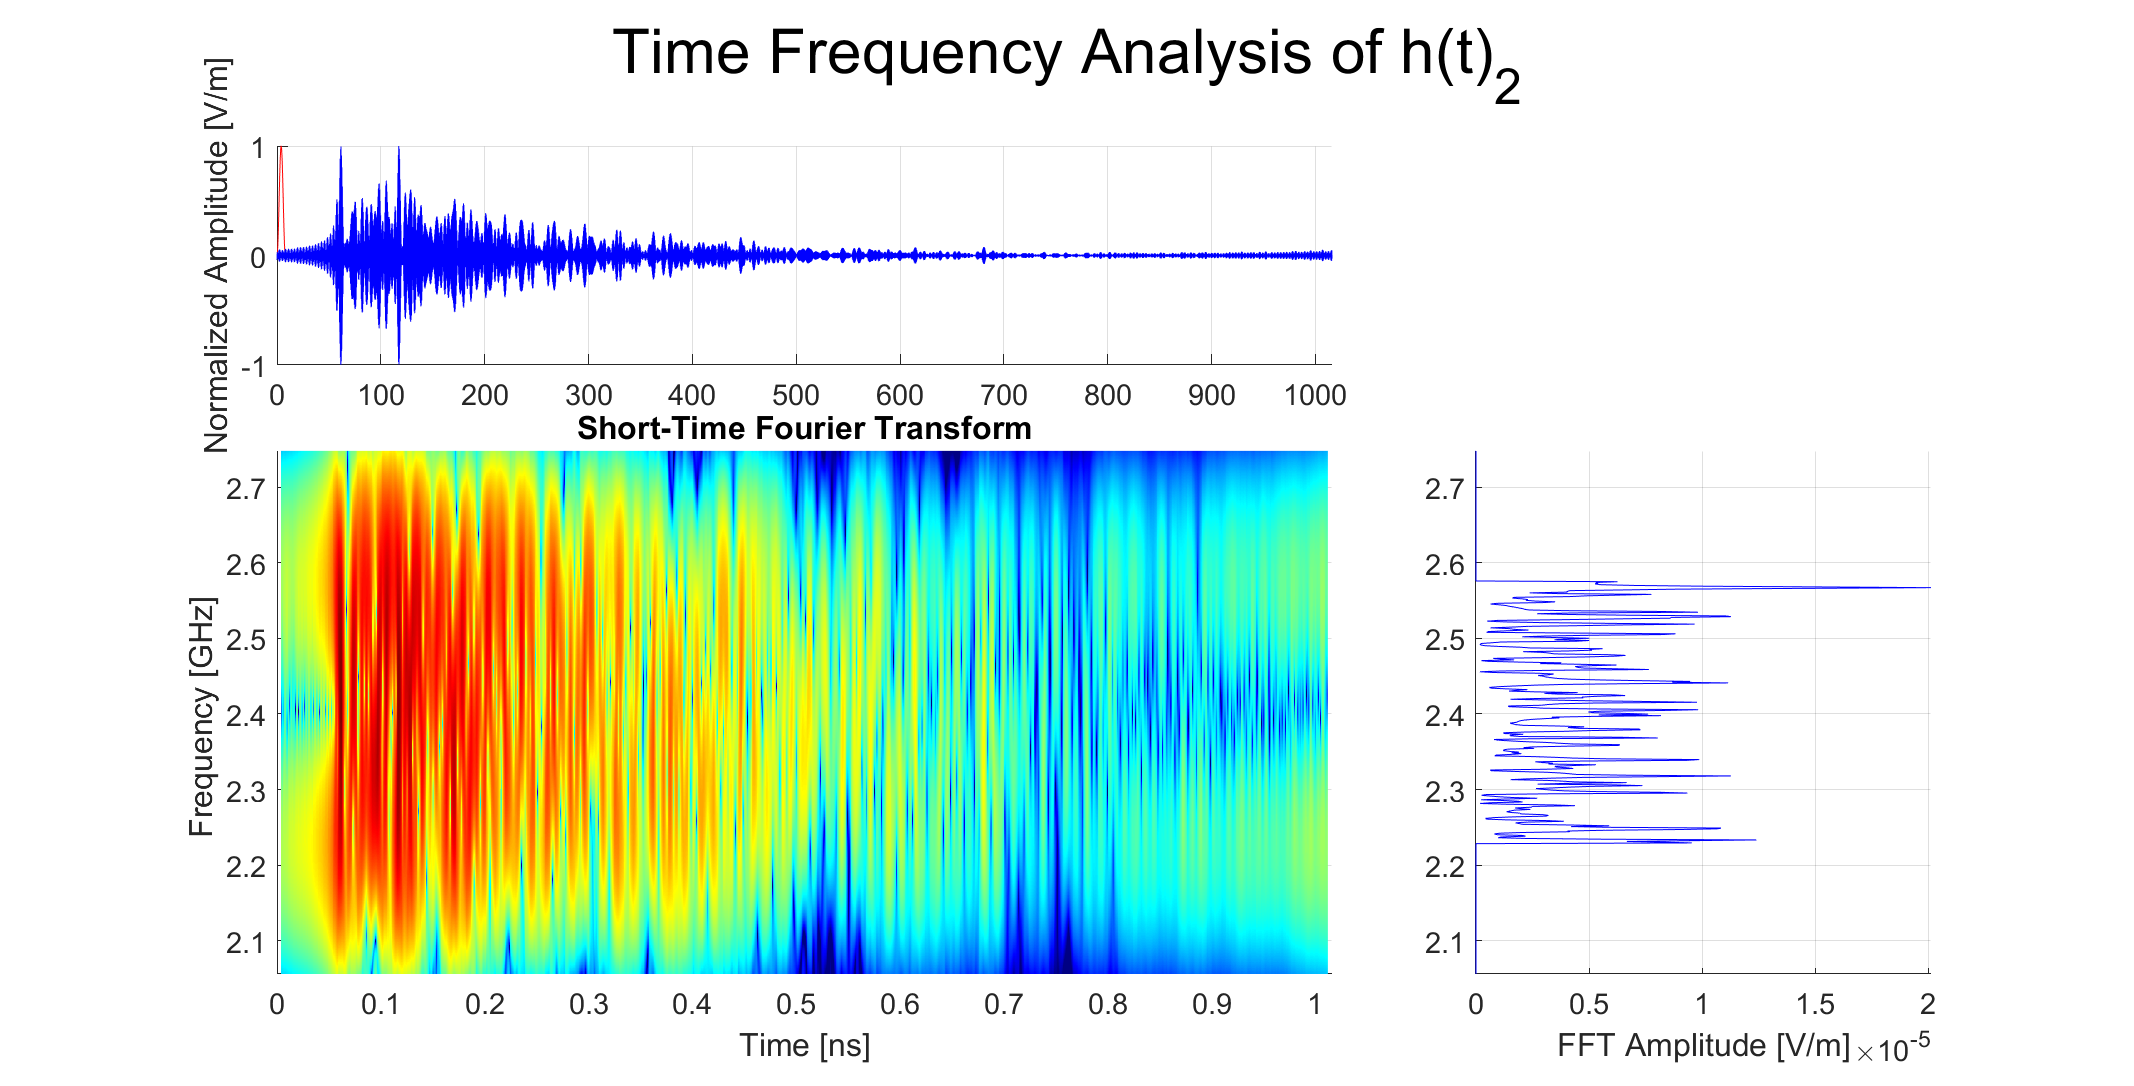 Time Frequency Analysis of h(t)2
Normalized Amplitude [V/m]
1
0
-1
0 100 200 300 400 500 600 700 800 900 1000
Short-Time Fourier Transform
Frequency [GHz]
2.7
2.6
2.5
2.4
2.3
2.2
2.1
0 0.1 0.2 0.3 0.4 0.5 0.6 0.7 0.8 0.9 1
Time [ns]
2.7
2.6
2.5
2.4
2.3
2.2
2.1
0 0.5 1 1.5 2
FFT Amplitude [V/m] ×10-5